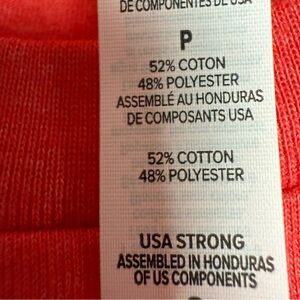 DE COMPONENTES DE USA
P
52% COTON
48% POLYESTER
ASSEMBLÉ AU HONDURAS
DE COMPOSANTS USA
52% COTTON
48% POLYESTER
USA STRONG
ASSEMBLED IN HONDURAS
OF US COMPONENTS